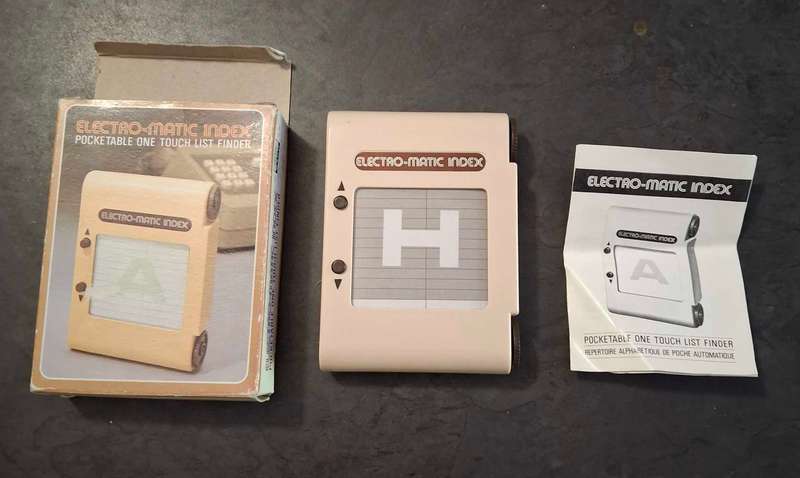 ELECTRO-MATIC INDEX
POCKETABLE ONE TOUCH LIST FINDER
ELECTRO-MATIC INDEX
A
ELECTRO-MATIC INDEX
H
ELECTRO-MATIC INDEX
ELECTRO-MATIC INDEX
A
POCKETABLE ONE TOUCH LIST FINDER
REPERTOIRE ALPHABETIQUE DE POCHE AUTOMATIQUE